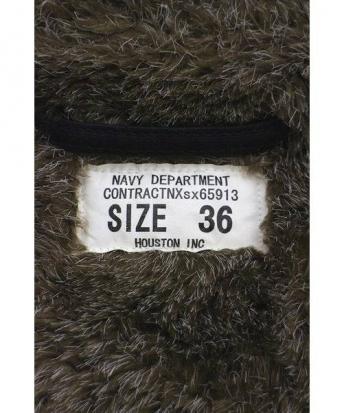 NAVY DEPARTMENT
CONTRACTNXsx65913
SIZE 36
HOUSTON INC